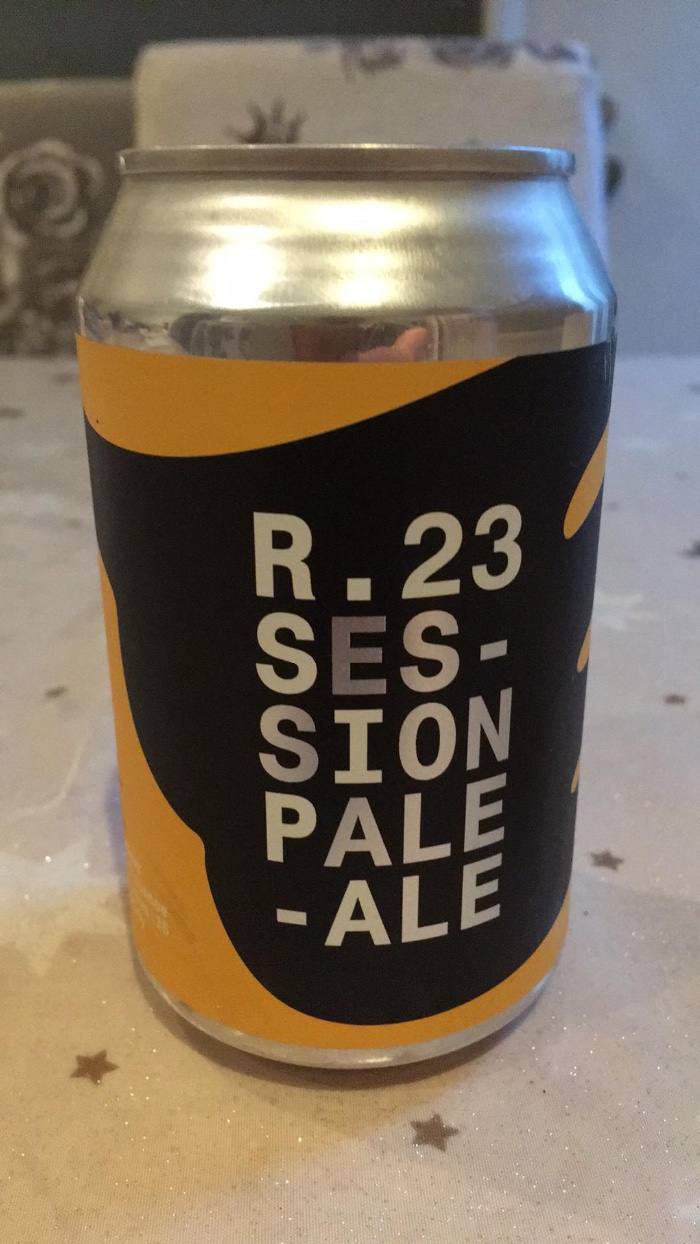 R.23
SES-
SION
PALE
-ALE